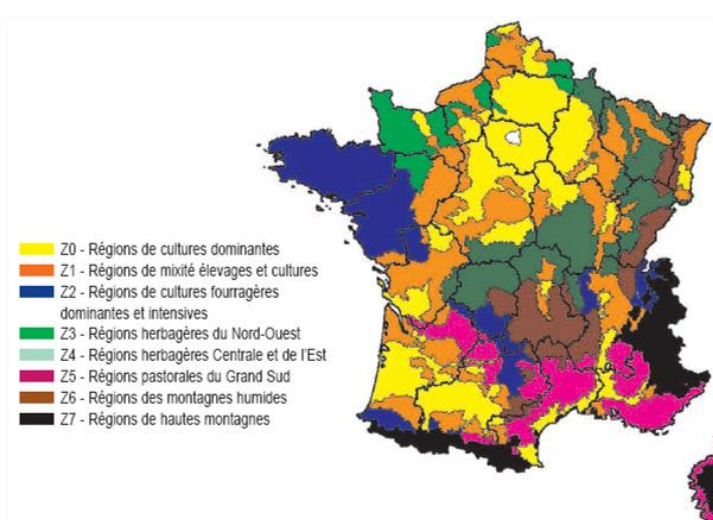 Z0 - Régions de cultures dominantes
Z1 - Régions de mixité élevages et cultures
Z2 - Régions de cultures fourragères
dominantes et intensives
Z3 - Régions herbagères du Nord-Ouest
Z4 - Régions herbagères Centrale et de l'Est
Z5 - Régions pastorales du Grand Sud
Z6 - Régions des montagnes humides
Z7 - Régions de hautes montagnes